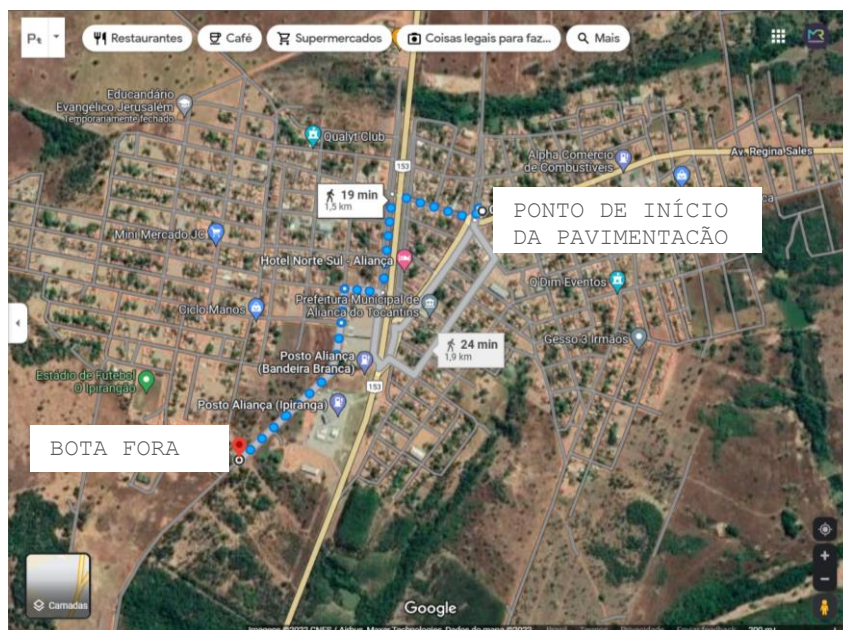 Restaurantes
Café
Supermercados
Coisas legais para faz...
Mais
Educandário
Evangélico Jerusalém
Temporariamente fechado
Qualyt Club
153
Alpha Comercio
de Combustíveis
Av. Regina Sales
19 min
1,5 km
PONTO DE INÍCIO
DA PAVIMENTACÃO
Mini Mercado JC
Hotel Norte Sul - Aliança
Q'Dim Eventos
Ciclo Manos
Prefeitura Municipal de
Aliança do Tocantins
Gesso 3 Irmãos
24 min
1,9 km
Posto Aliança
(Bandeira Branca)
153
Estádio de Futebol
O Ipirangão
Posto Aliança (Ipiranga)
BOTA FORA
Camadas
Google